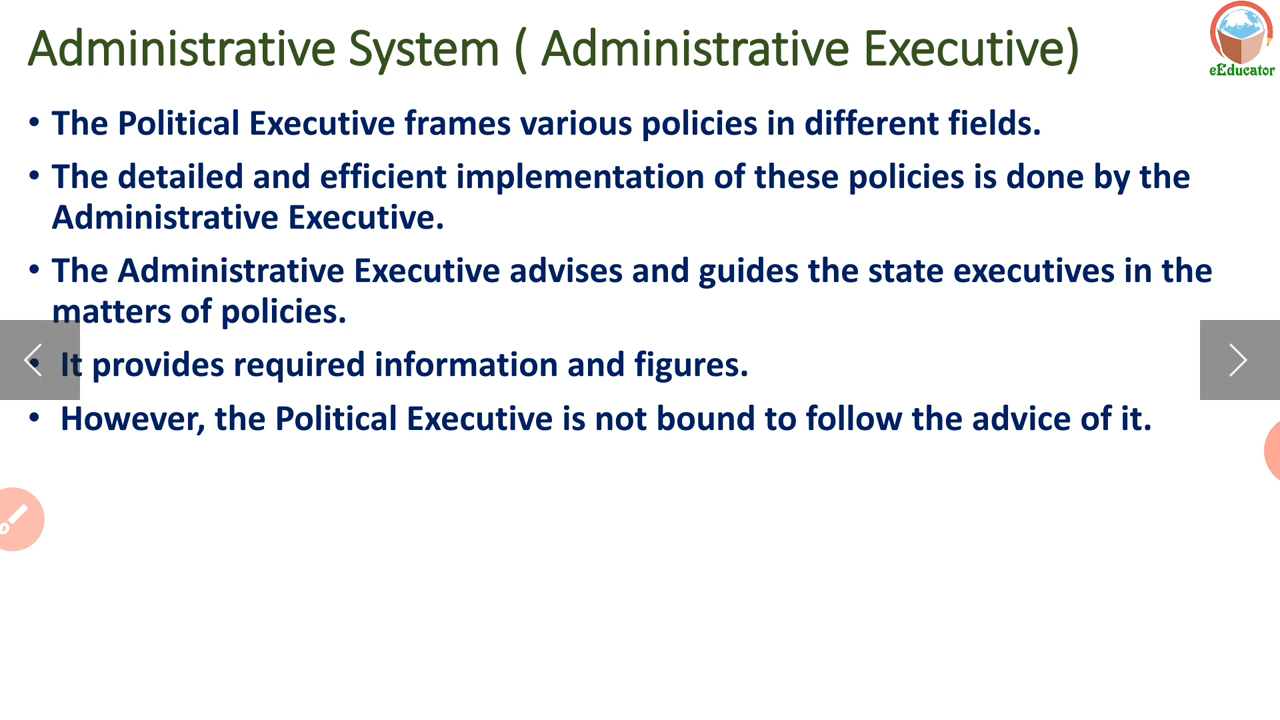 Administrative System ( Administrative Executive)
eEducator
• The Political Executive frames various policies in different fields.
• The detailed and efficient implementation of these policies is done by the
Administrative Executive.
• The Administrative Executive advises and guides the state executives in the
matters of policies.
• It provides required information and figures.
• However, the Political Executive is not bound to follow the advice of it.